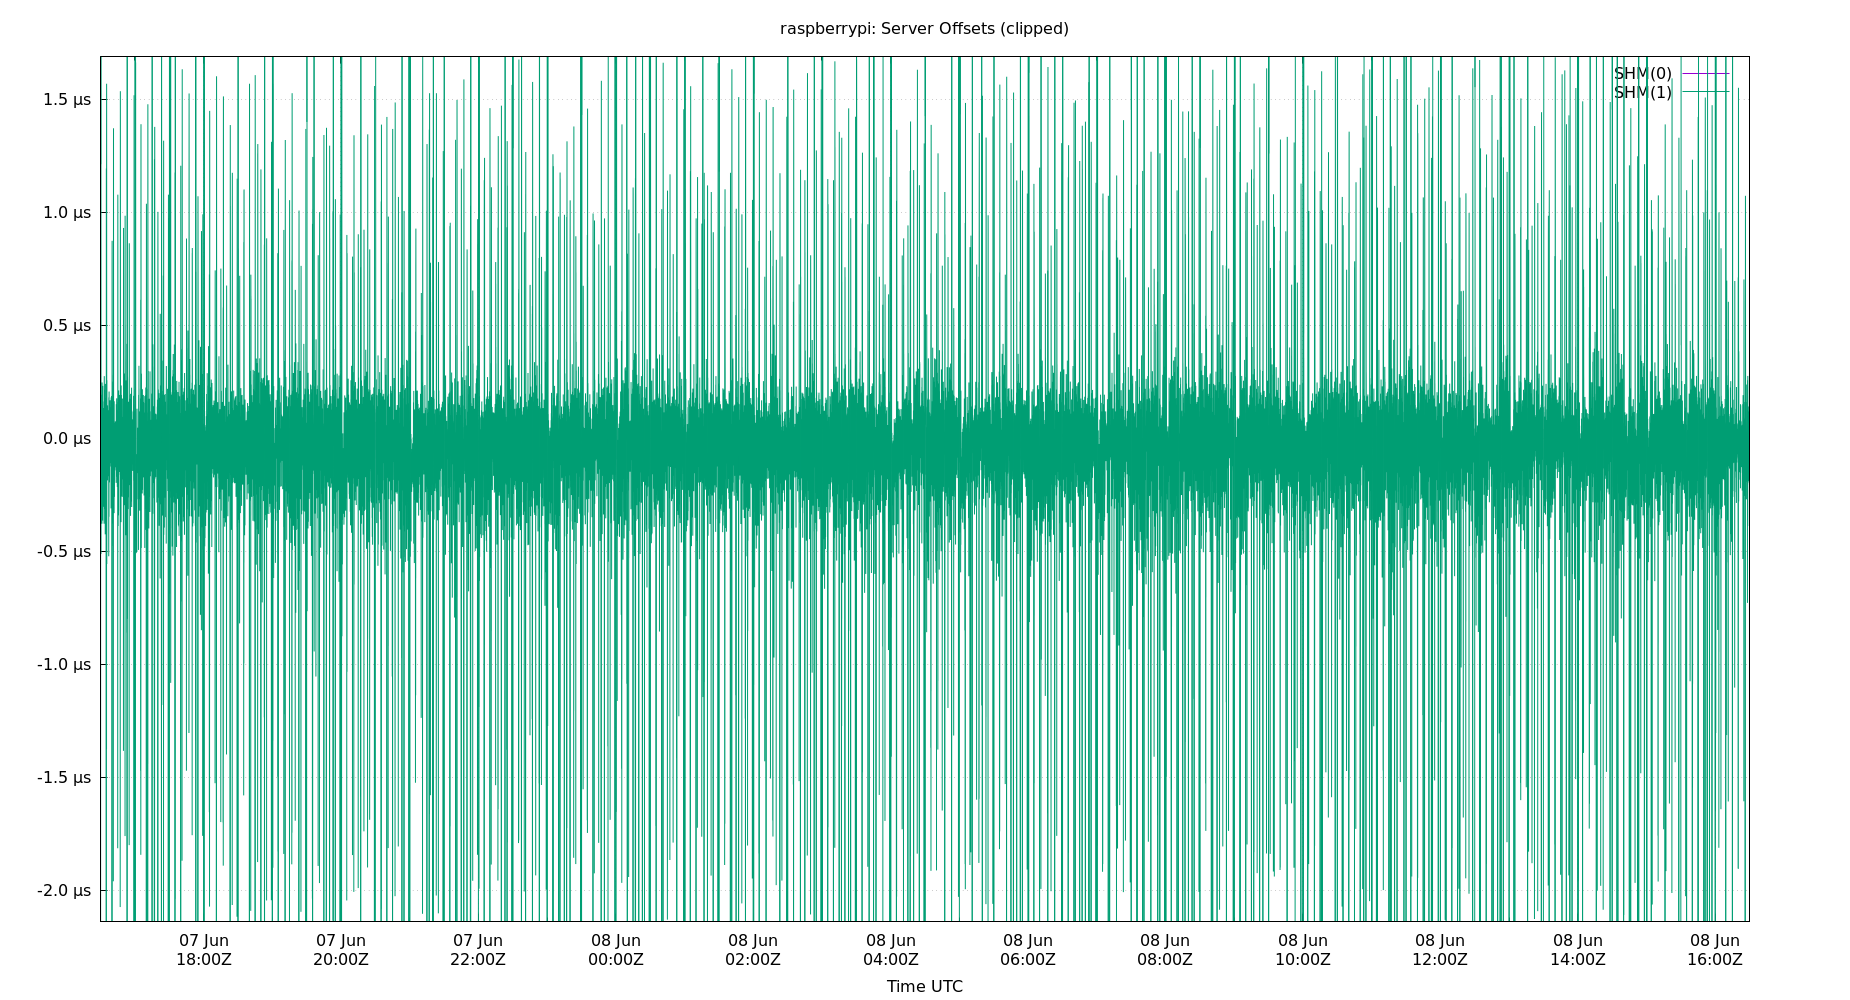 raspberrypi: Server Offsets (clipped)
SHM(0)
SHM(1)
1.5 µs
1.0 µs
0.5 µs
0.0 µs
-0.5 µs
-1.0 µs
-1.5 µs
-2.0 µs
07 Jun 07 Jun 07 Jun 08 Jun 08 Jun 08 Jun 08 Jun 08 Jun 08 Jun 08 Jun 08 Jun 08 Jun
18:00Z 20:00Z 22:00Z 00:00Z 02:00Z 04:00Z 06:00Z 08:00Z 10:00Z 12:00Z 14:00Z 16:00Z
Time UTC